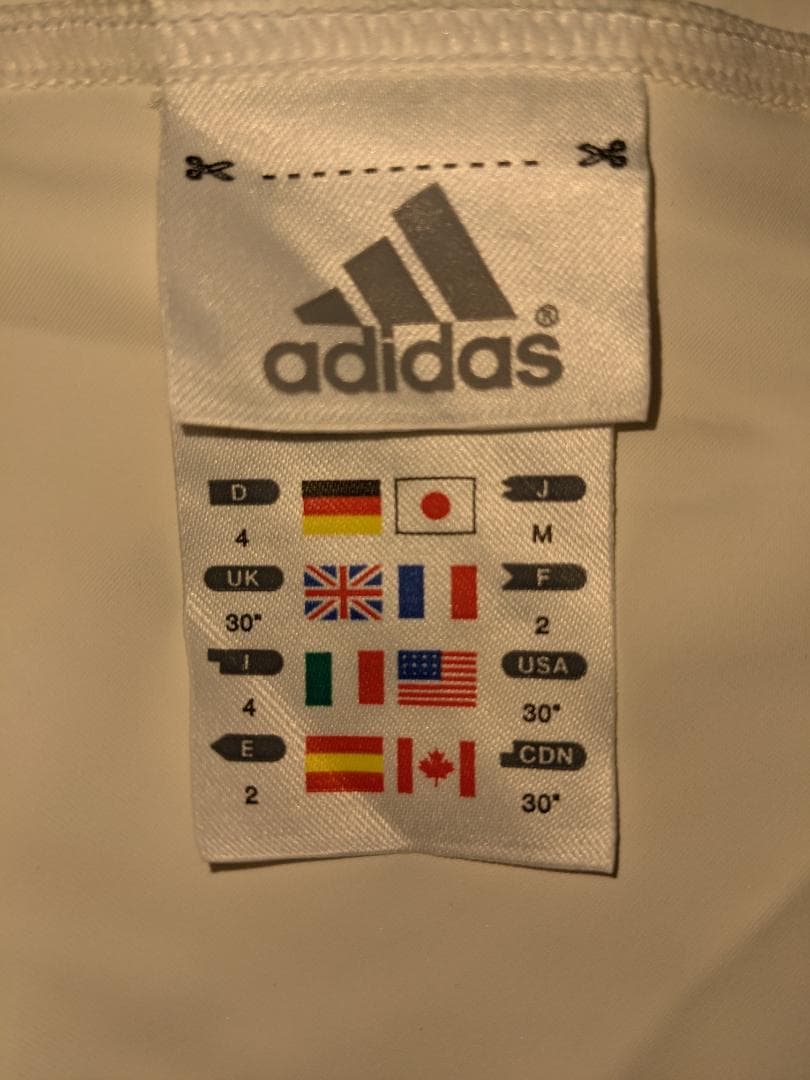 adidas®
D J
4 M
UK F
30" 2
I USA
4 30"
E CDN
2 30"